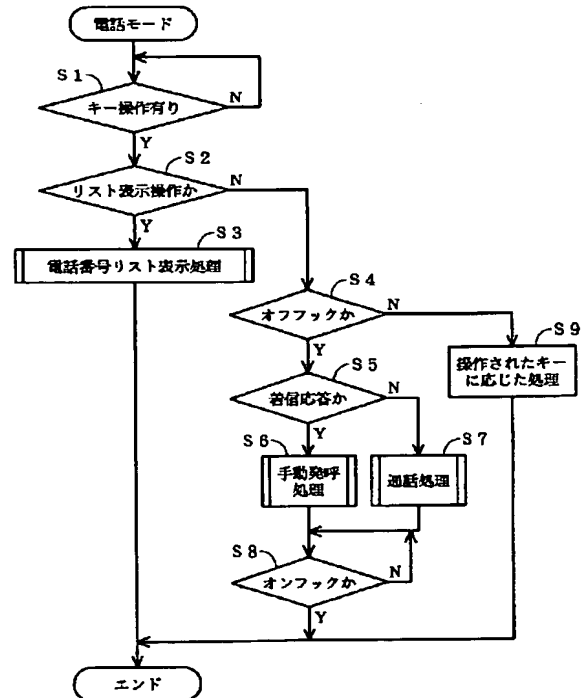 電話モード
S1
キー操作有り
N
Y
S2
リスト表示操作か
N
Y
S3
電話番号リスト表示処理
S4
オフフックか
N
Y
S9
操作されたキー
に応じた処理
S5
着信応答か
N
Y
S6
手動発呼
処理
S7
通話処理
S8
オンフックか
N
Y
エンド